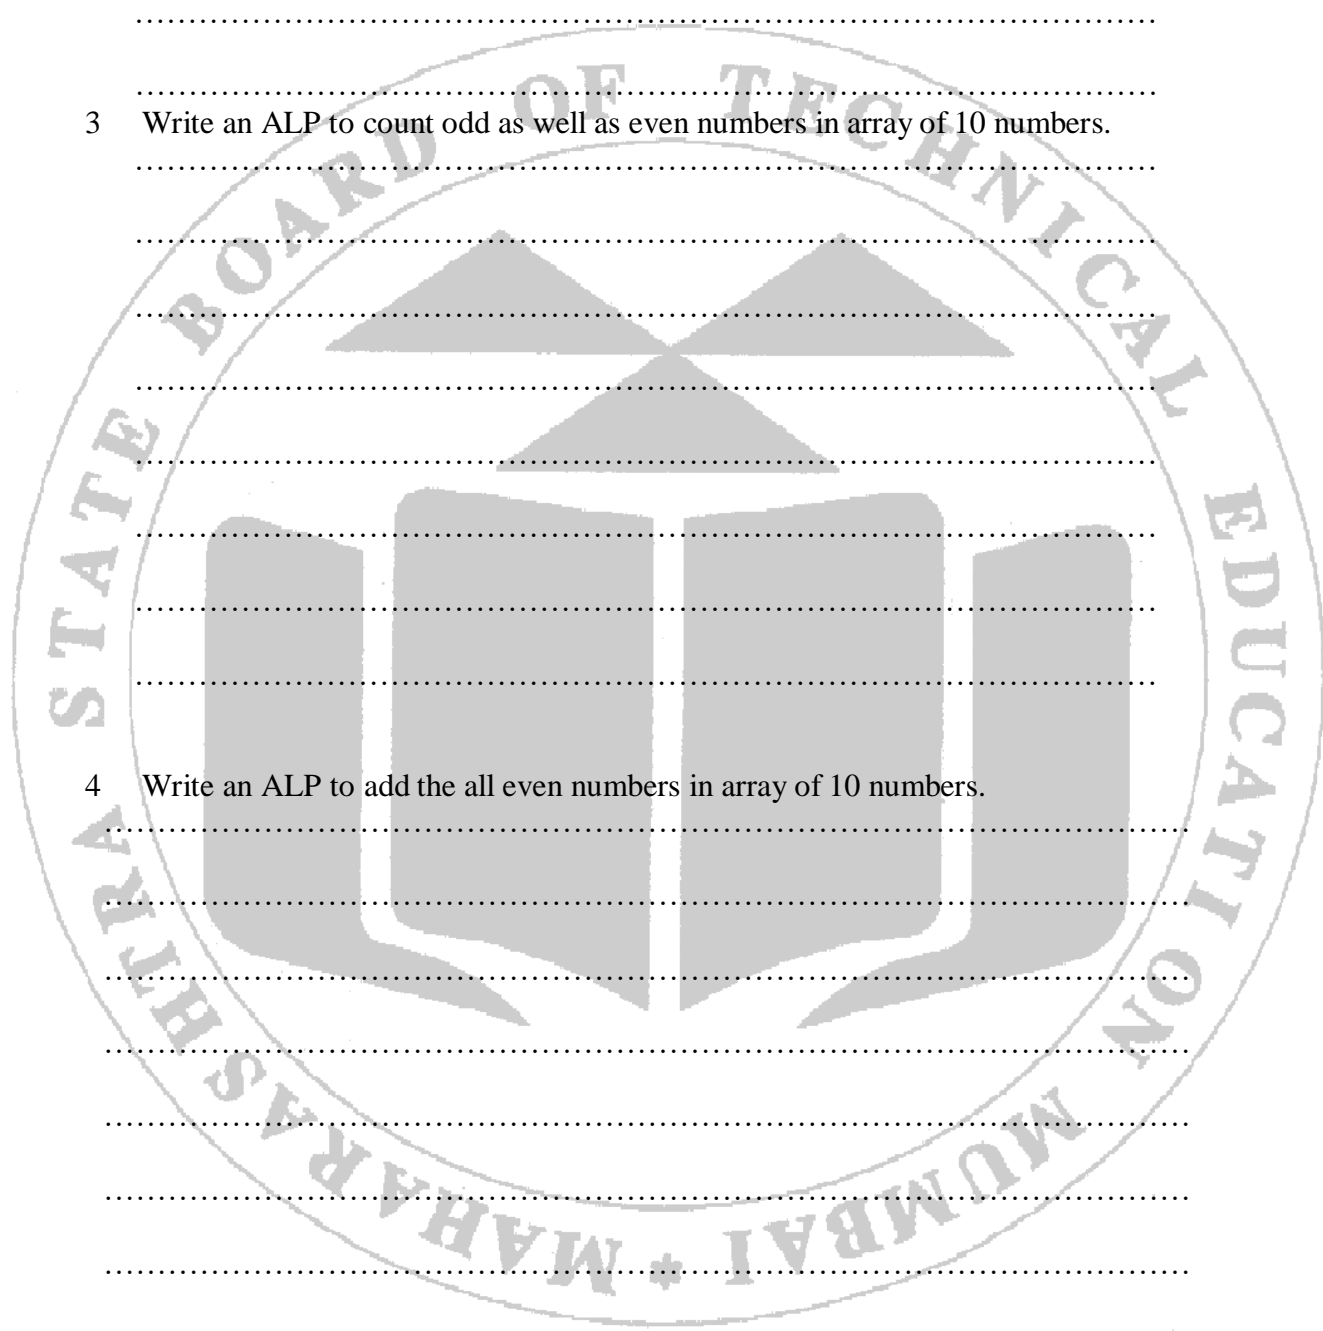 3 Write an ALP to count odd as well as even numbers in array of 10 numbers.
4 Write an ALP to add the all even numbers in array of 10 numbers.
MAHARASHTRA STATE BOARD OF TECHNICAL EDUCATION MUMBAI *